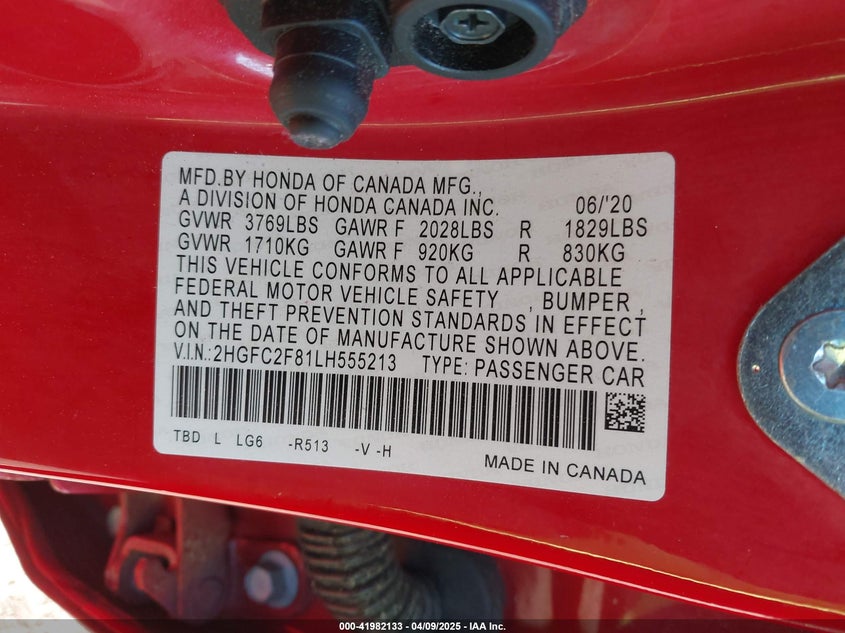 MFD.BY HONDA OF CANADA MFG.,
A DIVISION OF HONDA CANADA INC. 06/'20
GVWR 3769LBS GAWR F 2028LBS R 1829LBS
GVWR 1710KG GAWR F 920KG R 830KG
THIS VEHICLE CONFORMS TO ALL APPLICABLE
FEDERAL MOTOR VEHICLE SAFETY , BUMPER ,
AND THEFT PREVENTION STANDARDS IN EFFECT
ON THE DATE OF MANUFACTURE SHOWN ABOVE.
V.I.N.:2HGFC2F81LH555213 TYPE: PASSENGER CAR
TBD L LG6 -R513 -V -H
MADE IN CANADA
000-41982133 - 04/09/2025 - IAA Inc.